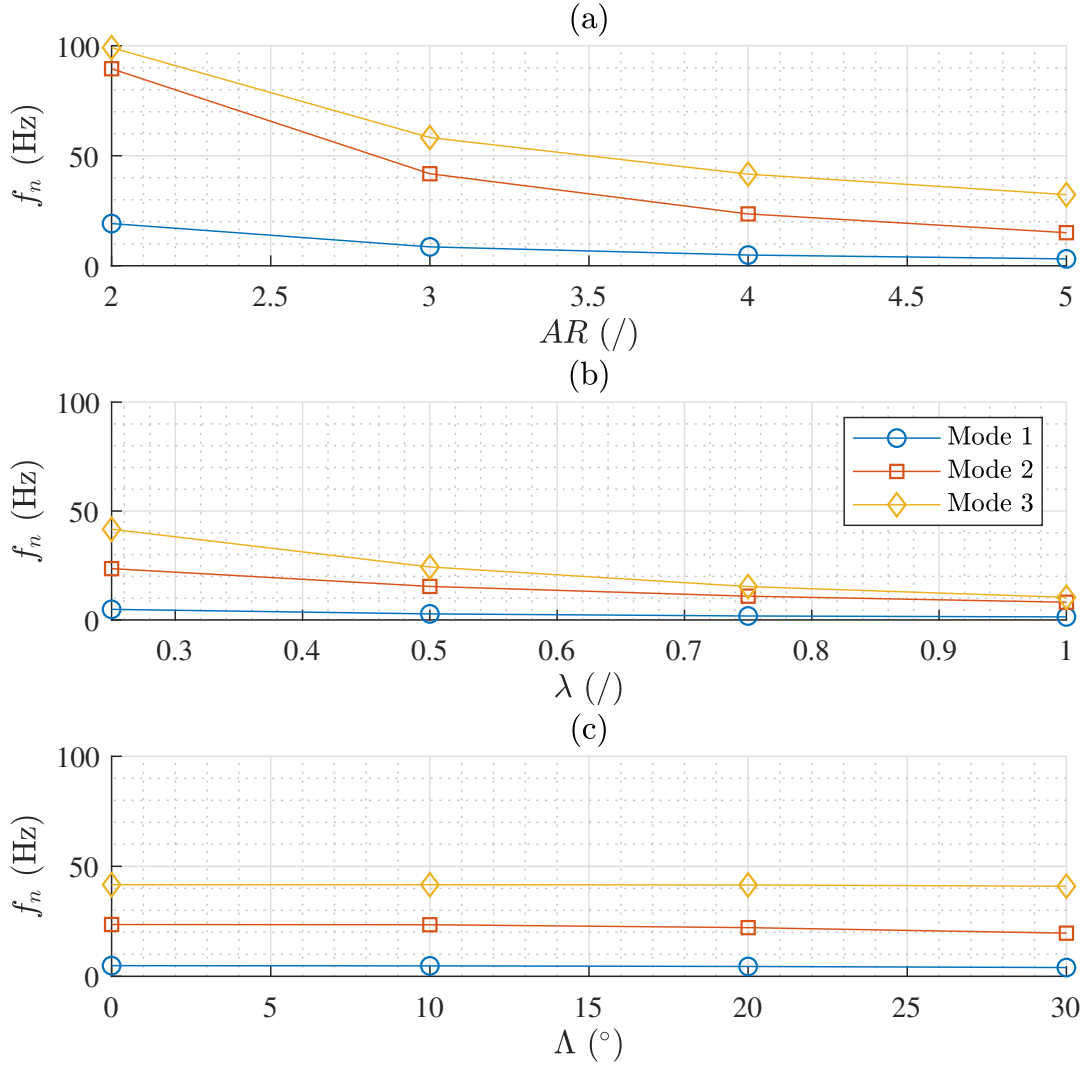 (a)
100
50
0
f_n (Hz)
2 2.5 3 3.5 4 4.5 5
AR (/)
(b)
100
50
0
f_n (Hz)
Mode 1
Mode 2
Mode 3
0.3 0.4 0.5 0.6 0.7 0.8 0.9 1
λ (/)
(c)
100
50
0
f_n (Hz)
0 5 10 15 20 25 30
Λ (°)